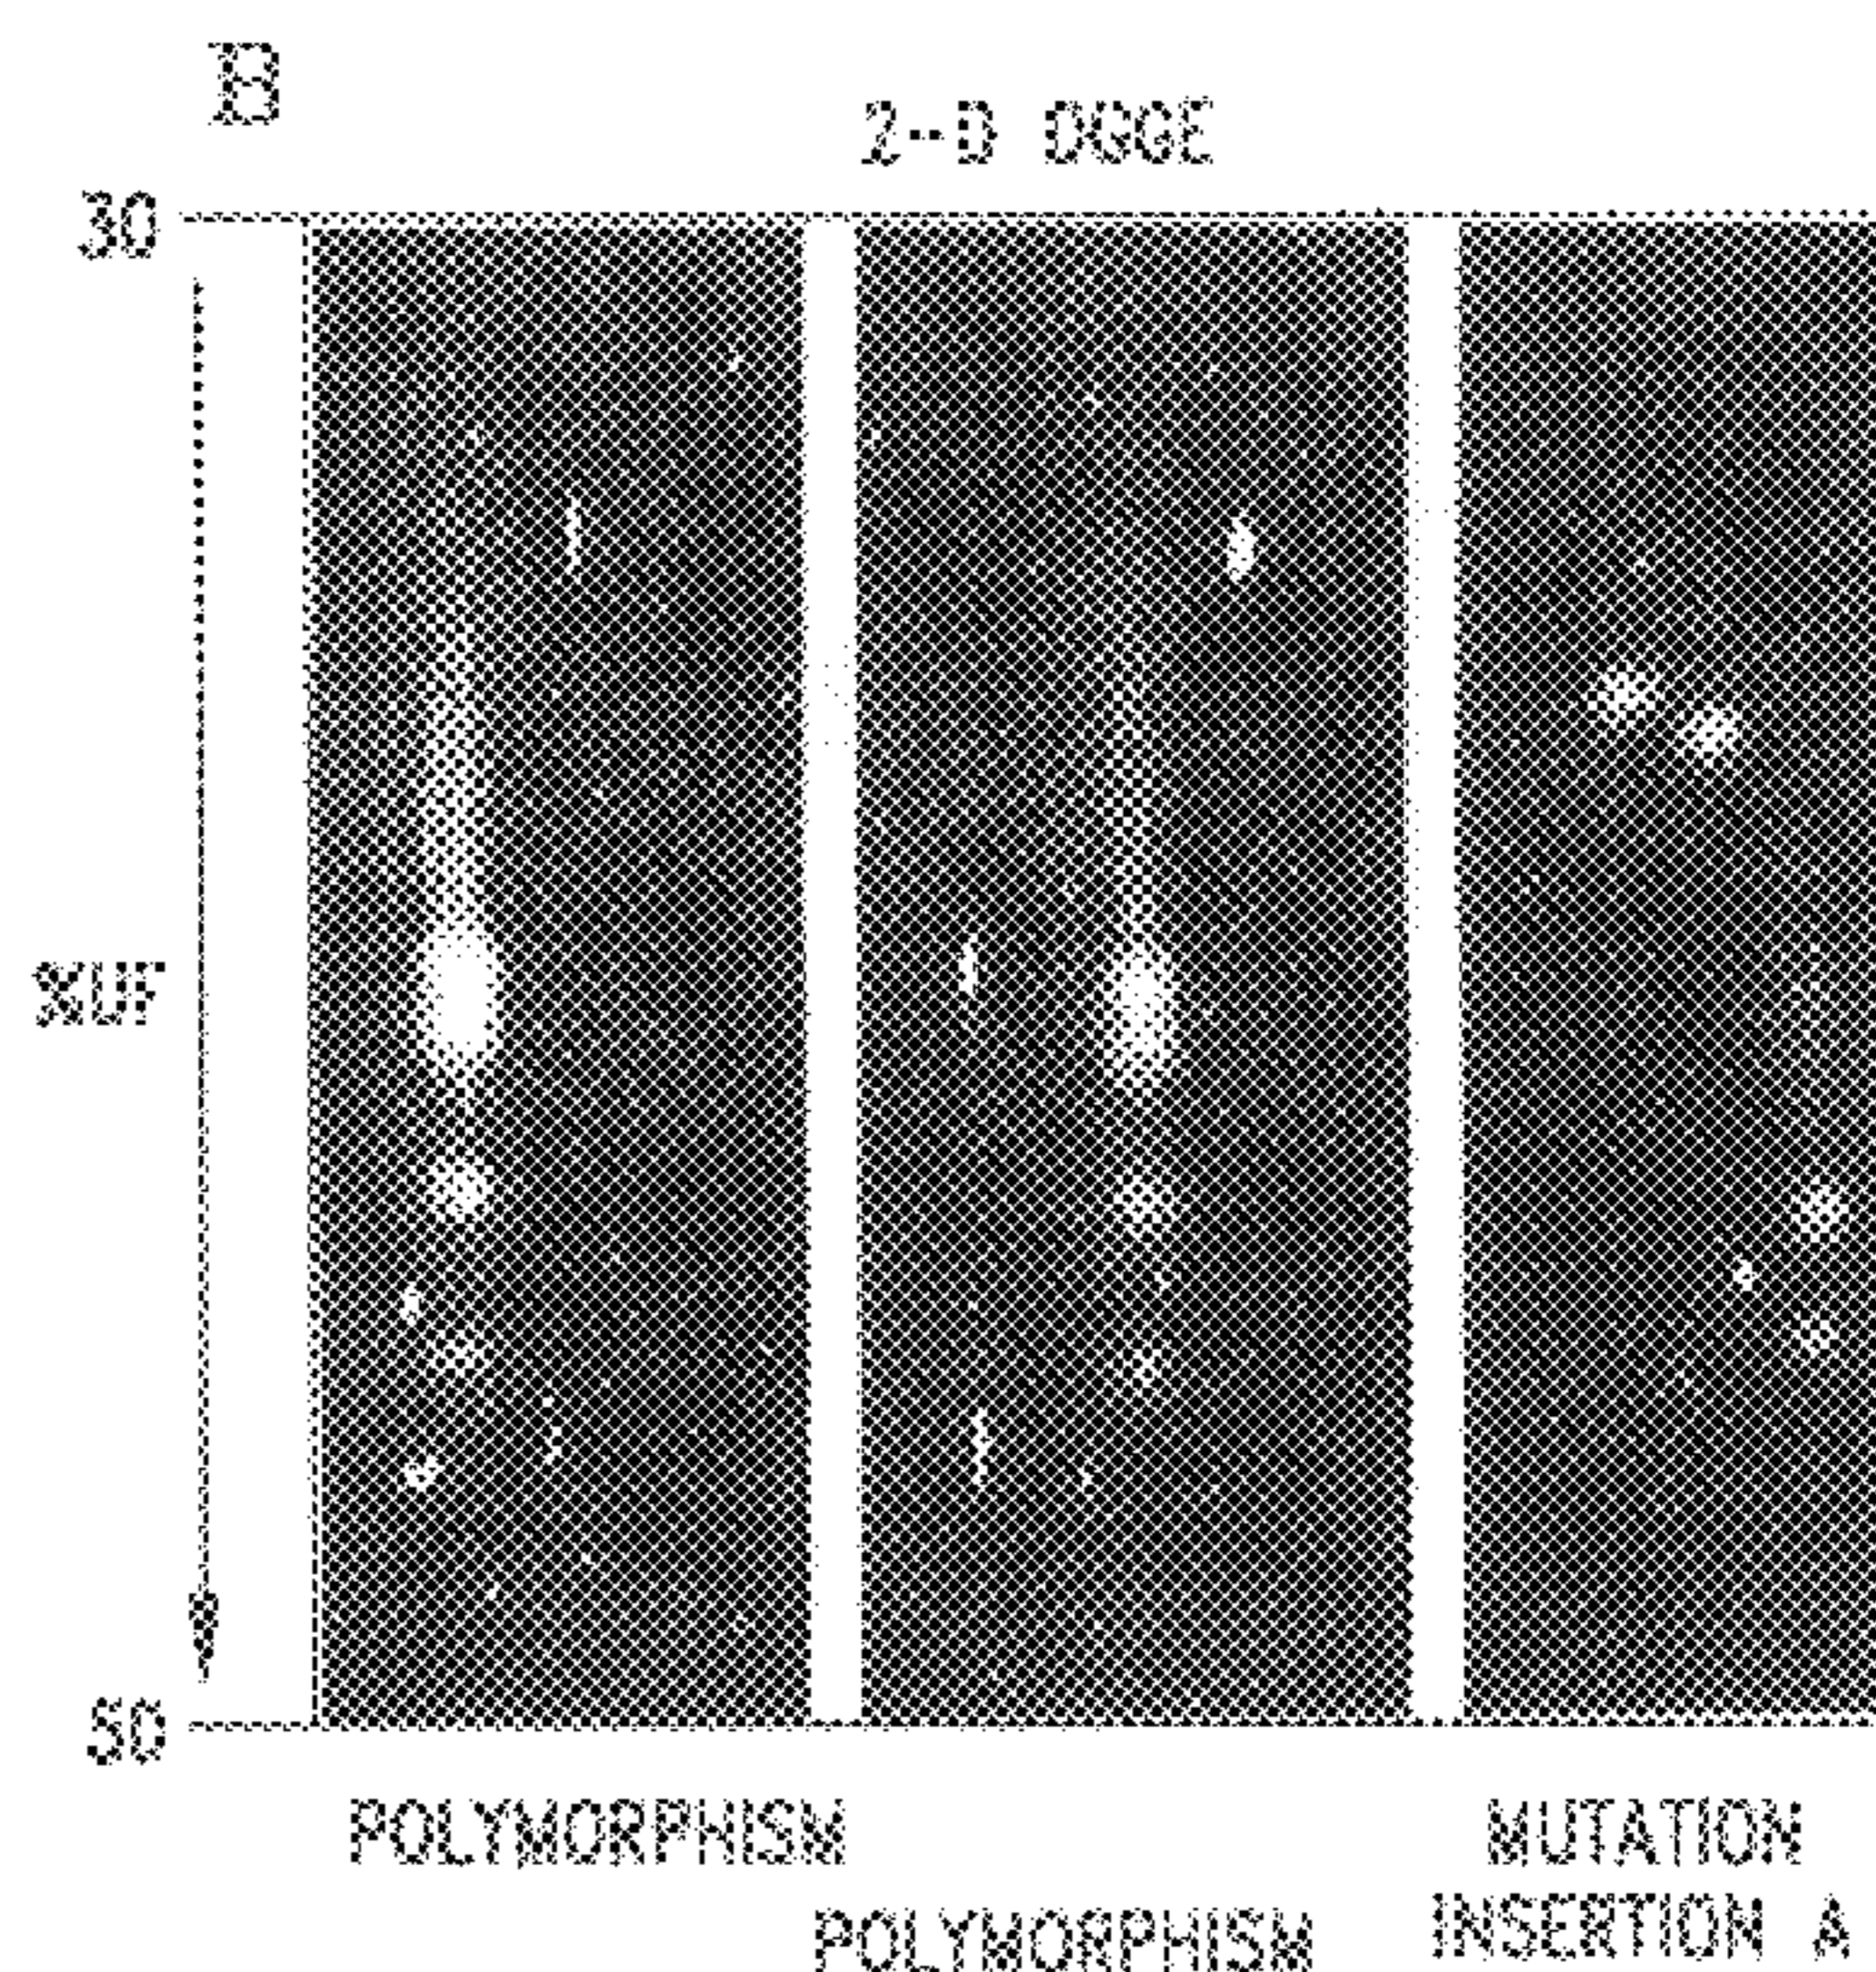 B
2-D DGGE
30
%UF
50
POLYMORPHISM
POLYMORPHISM
MUTATION
INSERTION A